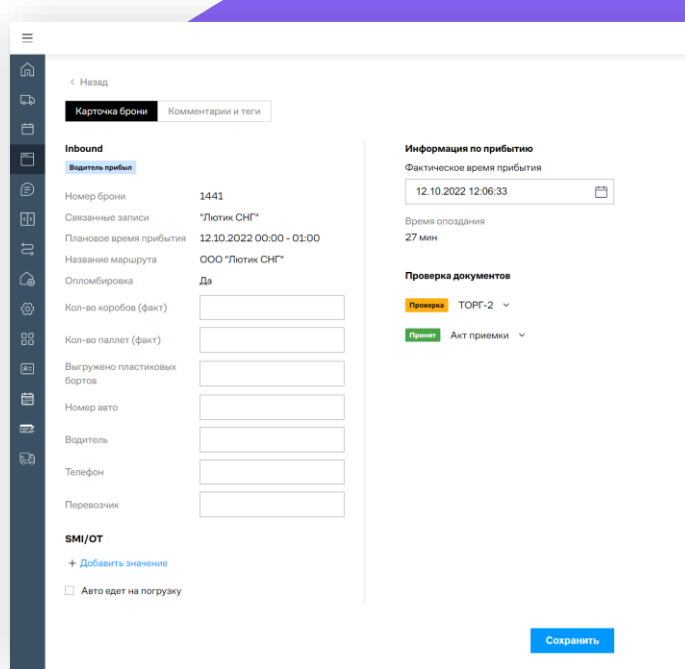 Назад
Карточка брони Комментарии и теги
Inbound
Водитель прибыл
Номер брони 1441
Связанные записи "Лютик СНГ"
Плановое время прибытия 12.10.2022 00:00 - 01:00
Название маршрута ООО "Лютик СНГ"
Опломбировка Да
Кол-во коробов (факт)
Кол-во паллет (факт)
Выгружено пластиковых
бортов
Номер авто
Водитель
Телефон
Перевозчик
SMI/OT
+ Добавить значение
Авто едет на погрузку
Информация по прибытию
Фактическое время прибытия
12.10.2022 12:06:33
Время опоздания
27 мин
Проверка документов
Проверка ТОРГ-2
Принят Акт приемки
Сохранить